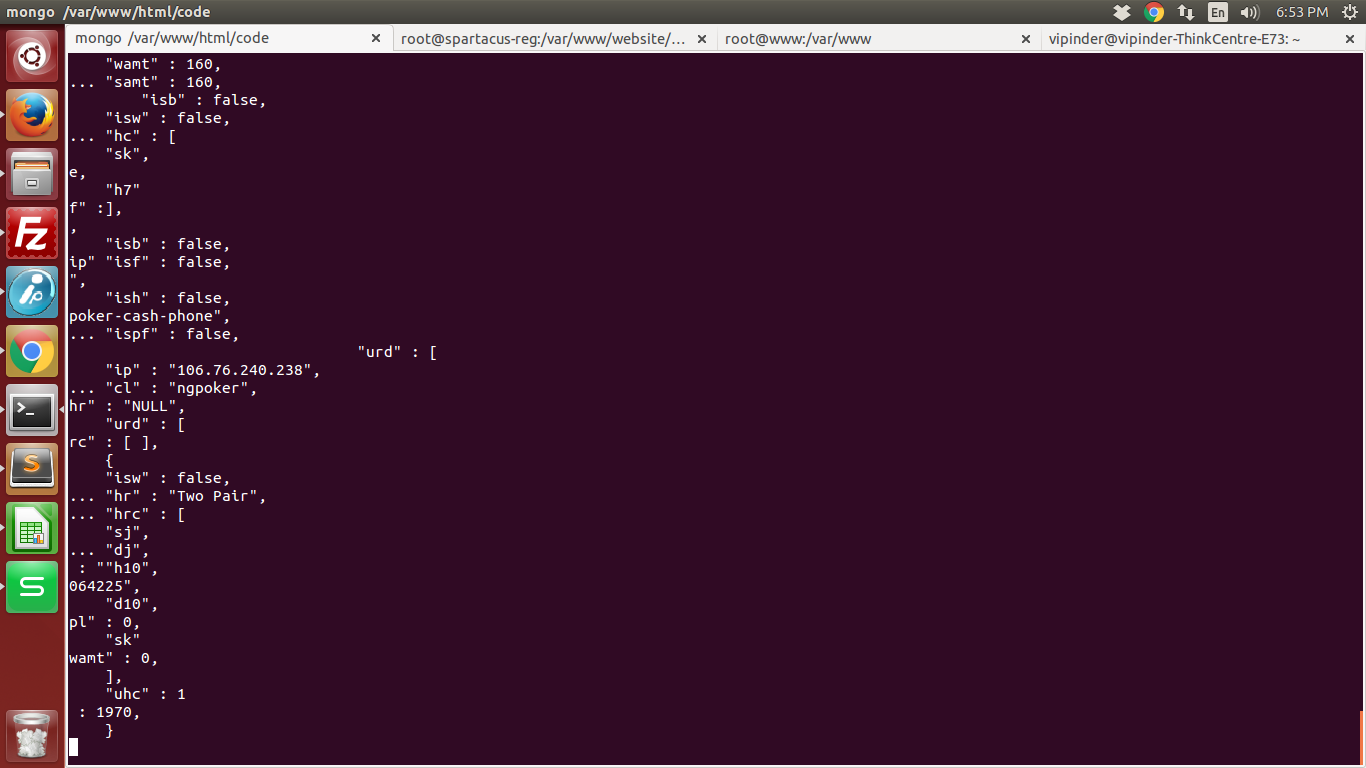 mongo /var/www/html/code
En
6:53 PM
mongo /var/www/html/code
root@spartacus-reg:/var/www/website/...
root@www:/var/www
vipinder@vipinder-ThinkCentre-E73: ~
"wamt" : 160,
... "samt" : 160,
"isb" : false,
"isw" : false,
... "hc" : [
"sk",
e,
"h7"
f" :],
,
"isb" : false,
ip" "isf" : false,
",
"ish" : false,
poker-cash-phone",
... "ispf" : false,
"urd" : [
"ip" : "106.76.240.238",
... "cl" : "ngpoker",
hr" : "NULL",
"urd" : [
rc" : [ ],
{
"isw" : false,
... "hr" : "Two Pair",
... "hrc" : [
"sj",
... "dj",
: ""h10",
064225",
"d10",
pl" : 0,
"sk"
wamt" : 0,
],
"uhc" : 1
: 1970,
}